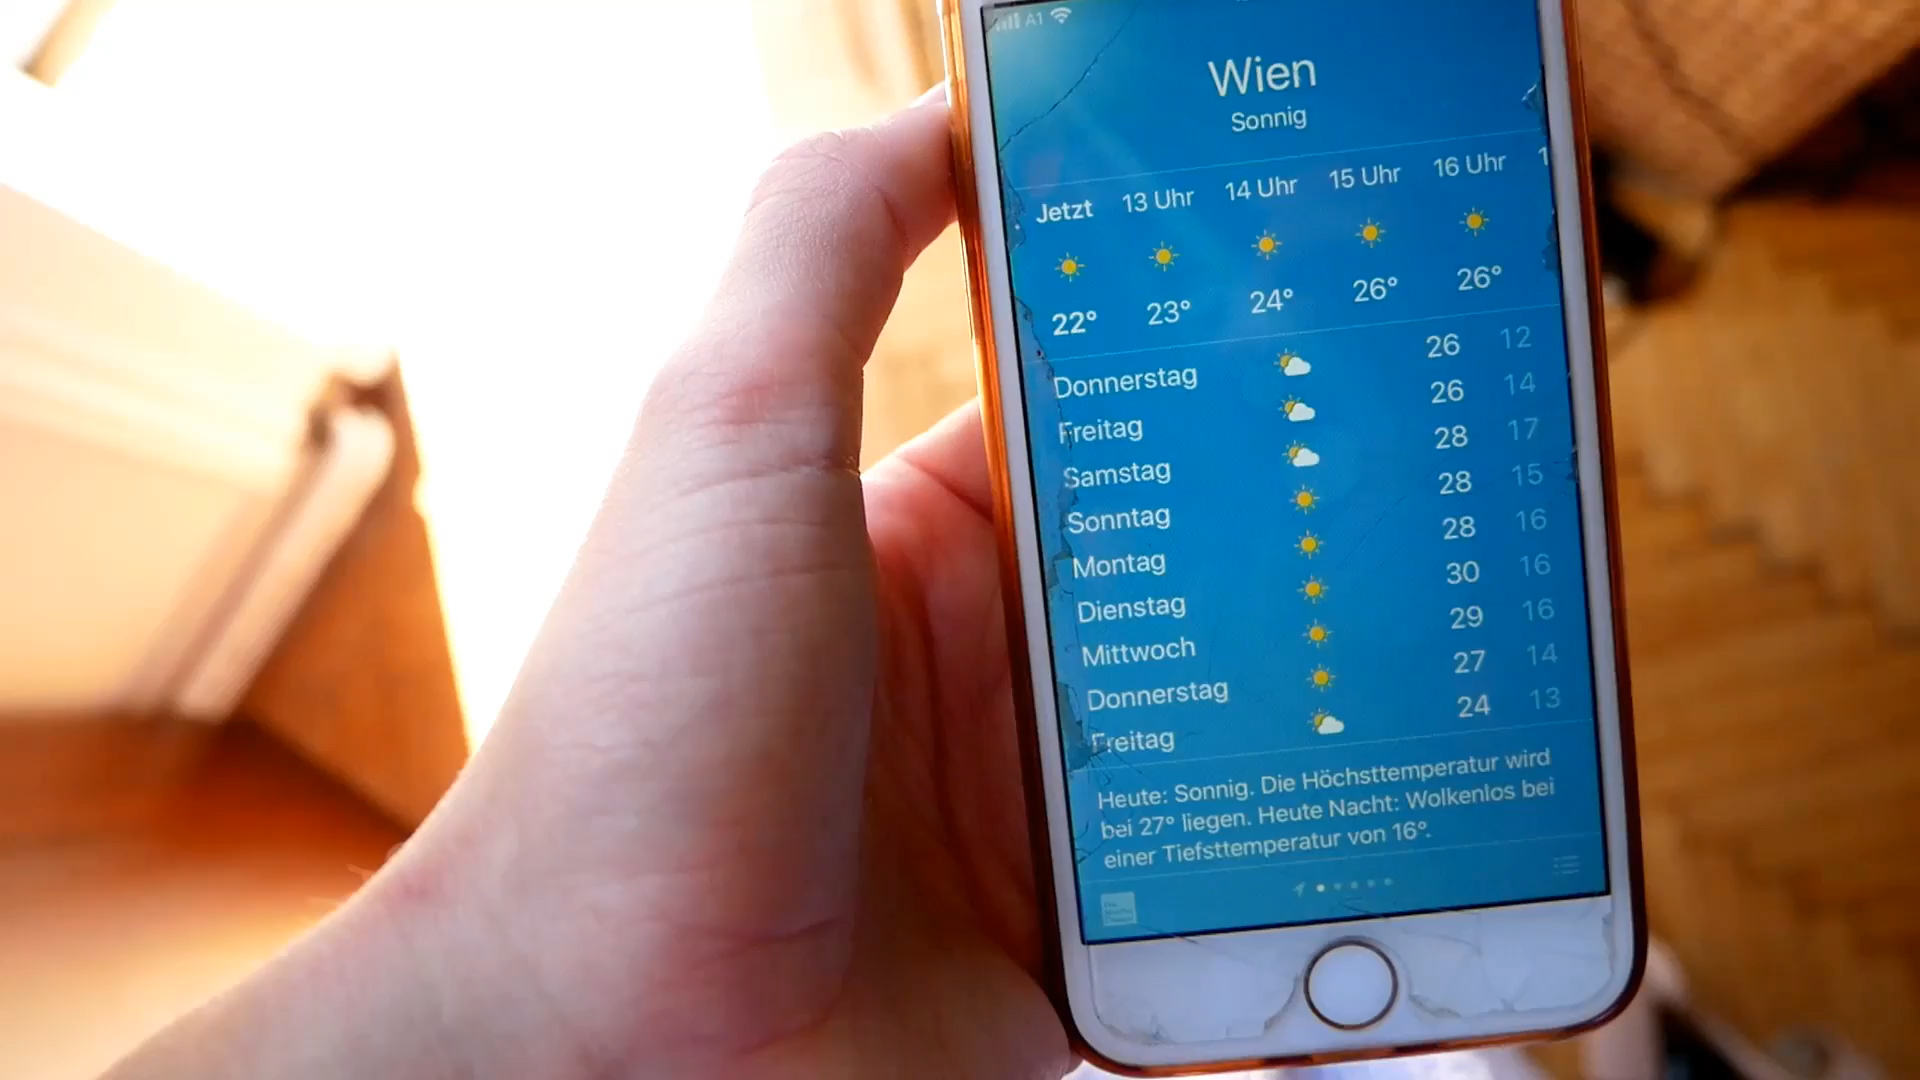 A1
Wien
Sonnig
Jetzt 13 Uhr 14 Uhr 15 Uhr 16 Uhr
22° 23° 24° 26° 26°
Donnerstag 26 12
Freitag 26 14
Samstag 28 17
Sonntag 28 15
Montag 28 16
Dienstag 30 16
Mittwoch 29 16
Donnerstag 27 14
Freitag 24 13
Heute: Sonnig. Die Höchsttemperatur wird
bei 27° liegen. Heute Nacht: Wolkenlos bei
einer Tiefsttemperatur von 16°.